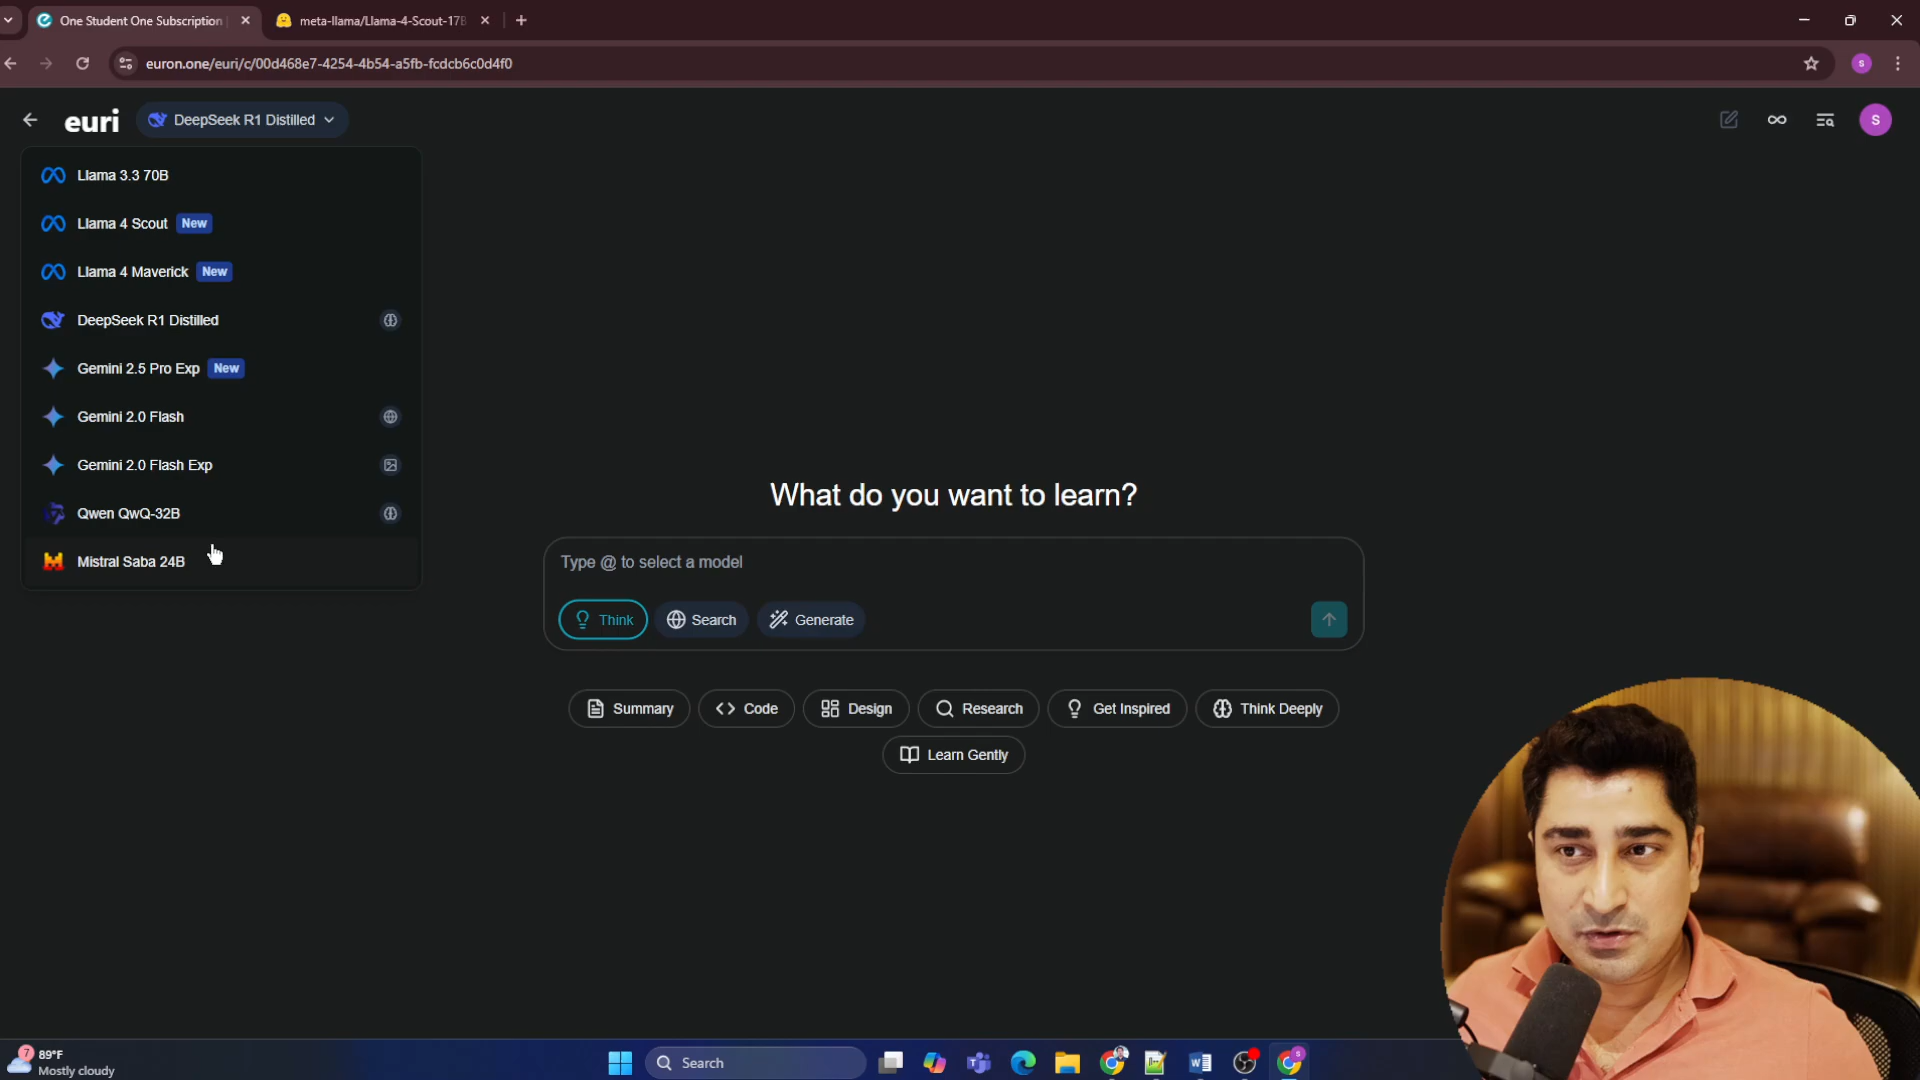 One Student One Subscription
meta-llama/Llama-4-Scout-17B
euron.one/euri/c/00d468e7-4254-4b54-a5fb-fcdcb6c0d4f0
S
euri
DeepSeek R1 Distilled
S
Llama 3.3 70B
Llama 4 Scout New
Llama 4 Maverick New
DeepSeek R1 Distilled
Gemini 2.5 Pro Exp New
Gemini 2.0 Flash
Gemini 2.0 Flash Exp
Qwen QwQ-32B
Mistral Saba 24B
What do you want to learn?
Type @ to select a model
Think Search Generate
Summary Code Design Research Get Inspired Think Deeply
Learn Gently
7
89°F
Mostly cloudy
Search